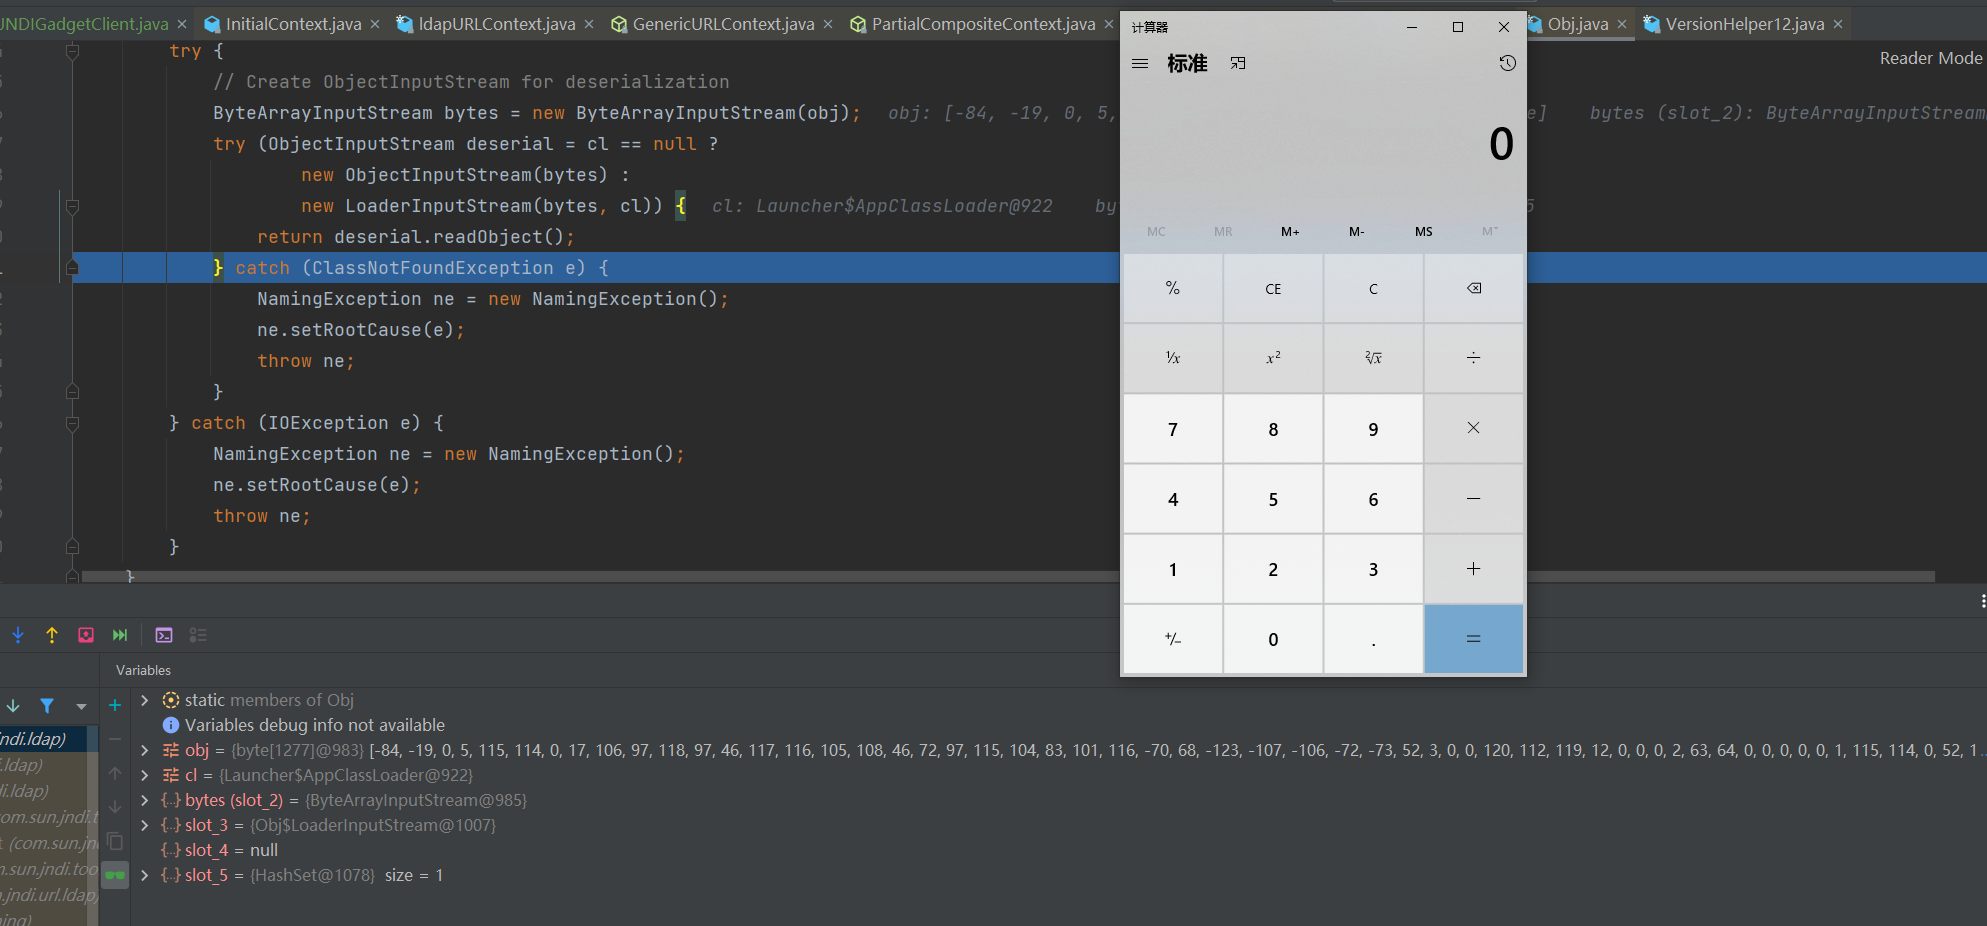 JNDIGadgetClient.java InitialContext.java ldapURLContext.java GenericURLContext.java PartialCompositeContext.java Obj.java VersionHelper12.java
Reader Mode
try {
// Create ObjectInputStream for deserialization
ByteArrayInputStream bytes = new ByteArrayInputStream(obj); obj: [-84, -19, 0, 5, e] bytes (slot_2): ByteArrayInputStream
try (ObjectInputStream deserial = cl == null ?
new ObjectInputStream(bytes) :
new LoaderInputStream(bytes, cl)) { cl: Launcher$AppClassLoader@922 by 5
return deserial.readObject();
} catch (ClassNotFoundException e) {
NamingException ne = new NamingException();
ne.setRootCause(e);
throw ne;
}
} catch (IOException e) {
NamingException ne = new NamingException();
ne.setRootCause(e);
throw ne;
}
}
计算器
标准
0
MC MR M+ M- MS M˅
% CE C
⅟x x² ²√x ÷
7 8 9 ×
4 5 6 −
1 2 3 +
+/− 0 . =
Variables
static members of Obj
Variables debug info not available
obj = {byte[1277]@983} [-84, -19, 0, 5, 115, 114, 0, 17, 106, 97, 118, 97, 46, 117, 116, 105, 108, 46, 72, 97, 115, 104, 83, 101, 116, -70, 68, -123, -107, -106, -72, -73, 52, 3, 0, 0, 120, 112, 119, 12, 0, 0, 0, 2, 63, 64, 0, 0, 0, 0, 0, 1, 115, 114, 0, 52, 1...
cl = {Launcher$AppClassLoader@922}
bytes (slot_2) = {ByteArrayInputStream@985}
slot_3 = {Obj$LoaderInputStream@1007}
slot_4 = null
slot_5 = {HashSet@1078} size = 1
jndi.ldap)
.ldap)
di.ldap)
com.sun.jndi.t
t (com.sun.jn
m.sun.jndi.too
.jndi.url.ldap)
ning)